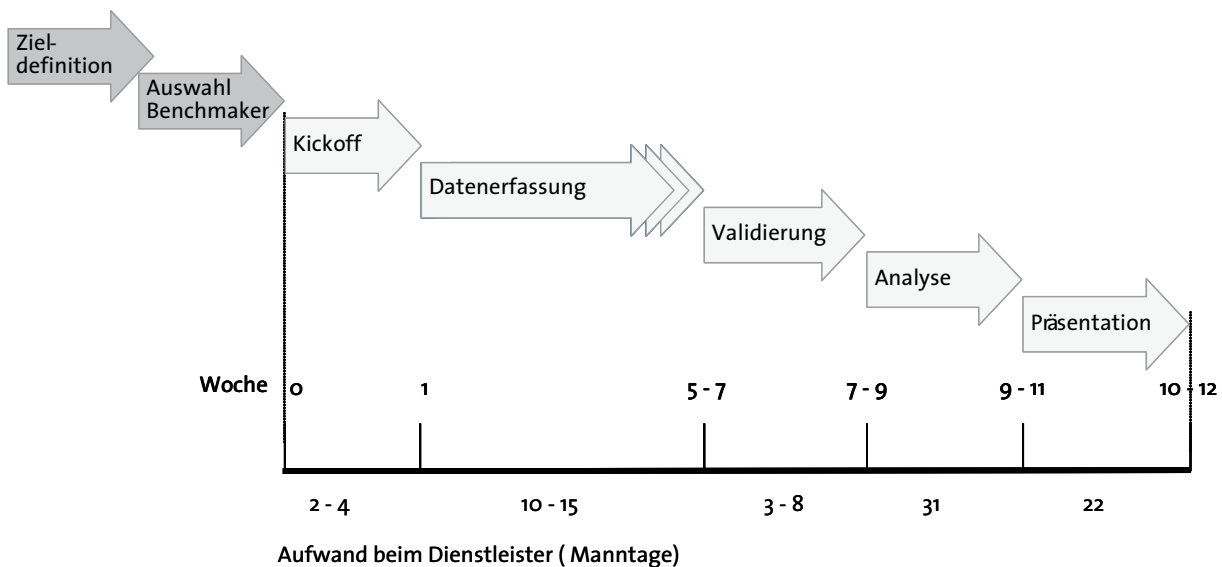 Ziel-
definition
Auswahl
Benchmaker
Kickoff
Datenerfassung
Validierung
Analyse
Präsentation
Woche 0 1 5 - 7 7 - 9 9 - 11 10 - 12
2 - 4 10 - 15 3 - 8 31 22
Aufwand beim Dienstleister ( Manntage)